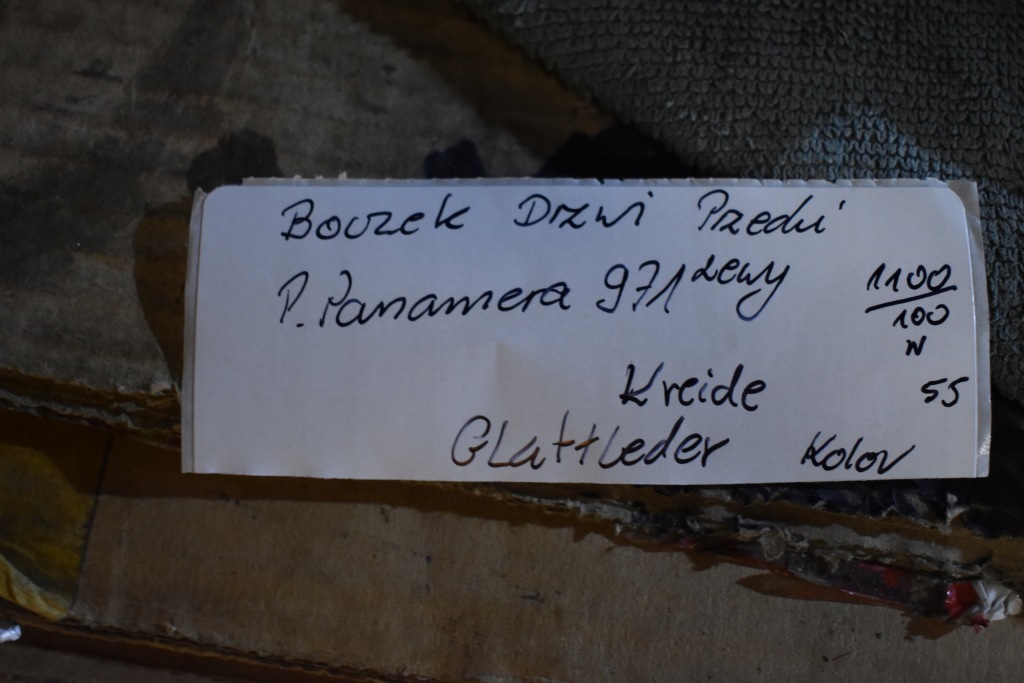 Boczek Drzwi Przedni
P. Panamera 971 Lewy
1100
100
N
Kreide 55
Glattleder Kolor